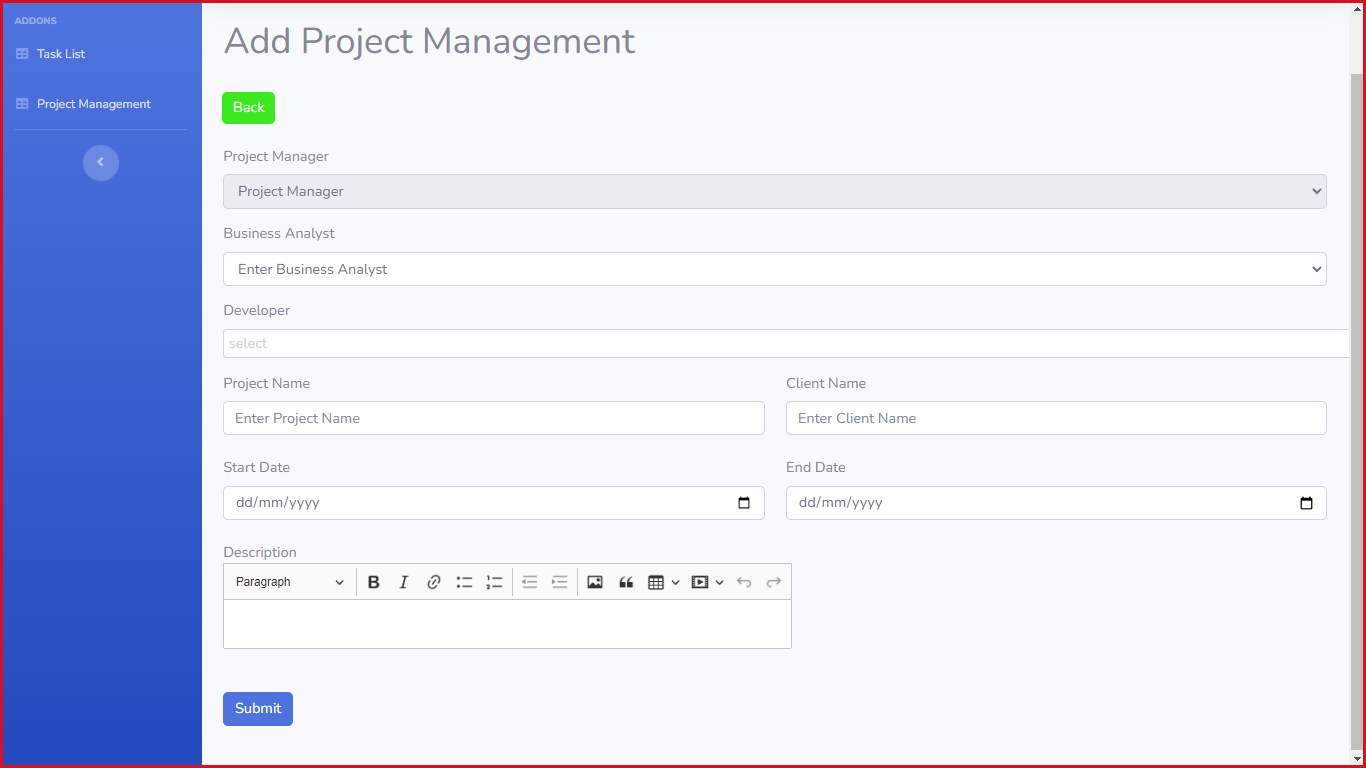 ADDONS
Task List
Project Management
Add Project Management
Back
Project Manager
Project Manager
Business Analyst
Enter Business Analyst
Developer
select
Project Name
Client Name
Enter Project Name
Enter Client Name
Start Date
End Date
dd/mm/yyyy
dd/mm/yyyy
Description
Paragraph
Submit